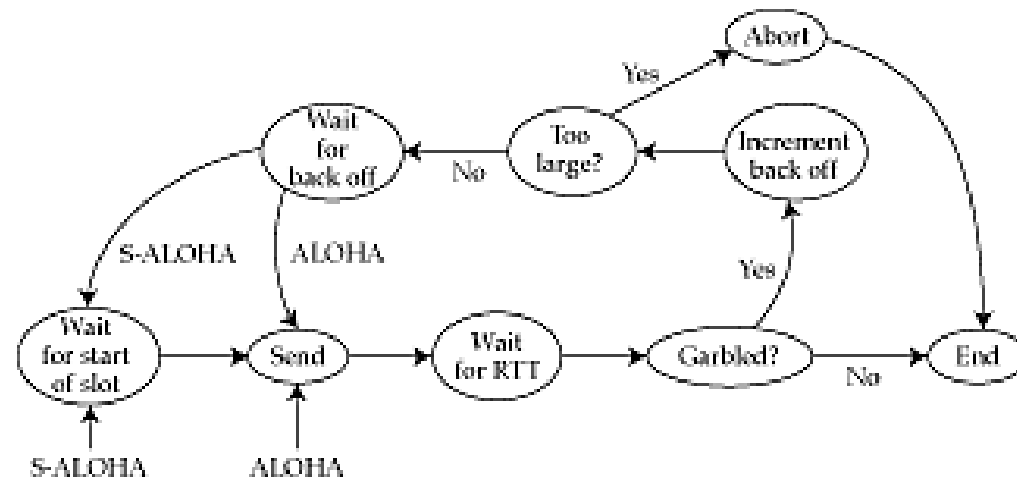 Abort
Yes
Wait
for
back off
Too
large?
Increment
back off
No
S-ALOHA
ALOHA
Yes
Wait
for start
of slot
Send
Wait
for RTT
Garbled?
End
No
S-ALOHA
ALOHA